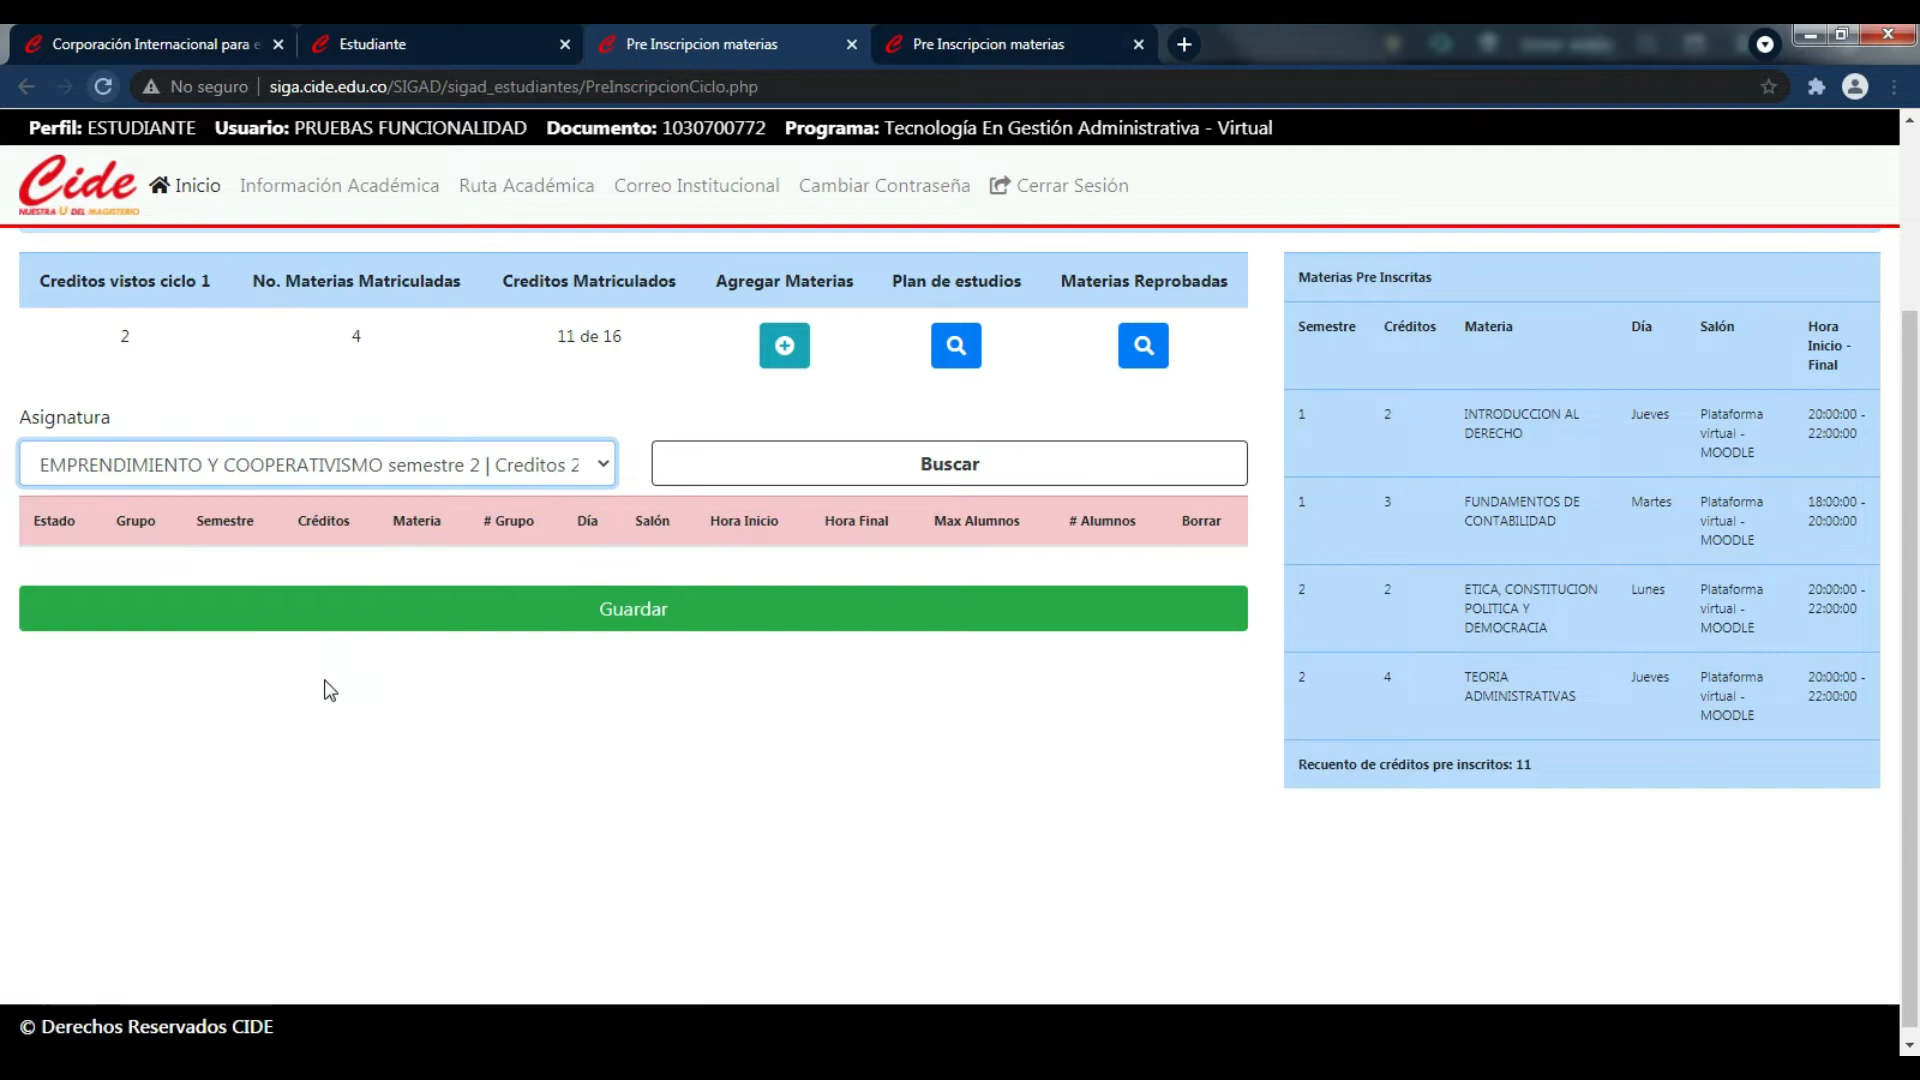 Corporación Internacional para e
Estudiante
Pre Inscripcion materias
Pre Inscripcion materias
No seguro
siga.cide.edu.co/SIGAD/sigad_estudiantes/PreInscripcionCiclo.php
Perfil: ESTUDIANTE Usuario: PRUEBAS FUNCIONALIDAD Documento: 1030700772 Programa: Tecnología En Gestión Administrativa - Virtual
Cide
NUESTRA U DEL MAGISTERIO
Inicio Información Académica Ruta Académica Correo Institucional Cambiar Contraseña Cerrar Sesión
Creditos vistos ciclo 1 No. Materias Matriculadas Creditos Matriculados Agregar Materias Plan de estudios Materias Reprobadas
2 4 11 de 16
Asignatura
EMPRENDIMIENTO Y COOPERATIVISMO semestre 2 | Creditos 2
Buscar
Estado Grupo Semestre Créditos Materia # Grupo Día Salón Hora Inicio Hora Final Max Alumnos # Alumnos Borrar
Guardar
Materias Pre Inscritas
Semestre Créditos Materia Día Salón Hora
Inicio -
Final
1 2 INTRODUCCION AL Jueves Plataforma 20:00:00 -
DERECHO virtual - 22:00:00
MOODLE
1 3 FUNDAMENTOS DE Martes Plataforma 18:00:00 -
CONTABILIDAD virtual - 20:00:00
MOODLE
2 2 ETICA, CONSTITUCION Lunes Plataforma 20:00:00 -
POLITICA Y virtual - 22:00:00
DEMOCRACIA MOODLE
2 4 TEORIA Jueves Plataforma 20:00:00 -
ADMINISTRATIVAS virtual - 22:00:00
MOODLE
Recuento de créditos pre inscritos: 11
© Derechos Reservados CIDE